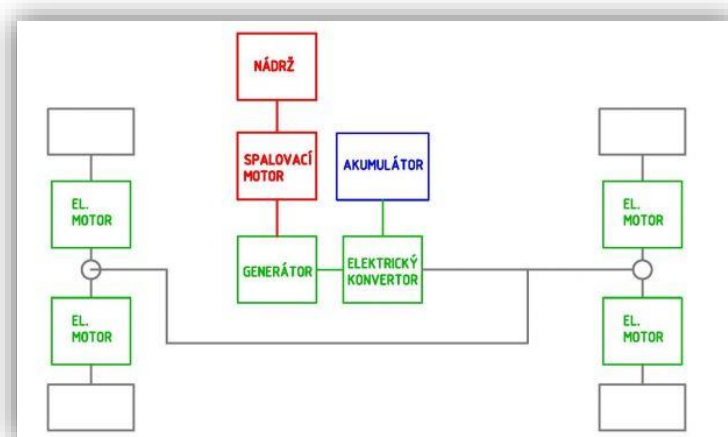 NÁDRŽ
SPALOVACÍ
MOTOR
AKUMULÁTOR
EL.
MOTOR
EL.
MOTOR
GENERÁTOR
ELEKTRICKÝ
KONVERTOR
EL.
MOTOR
EL.
MOTOR